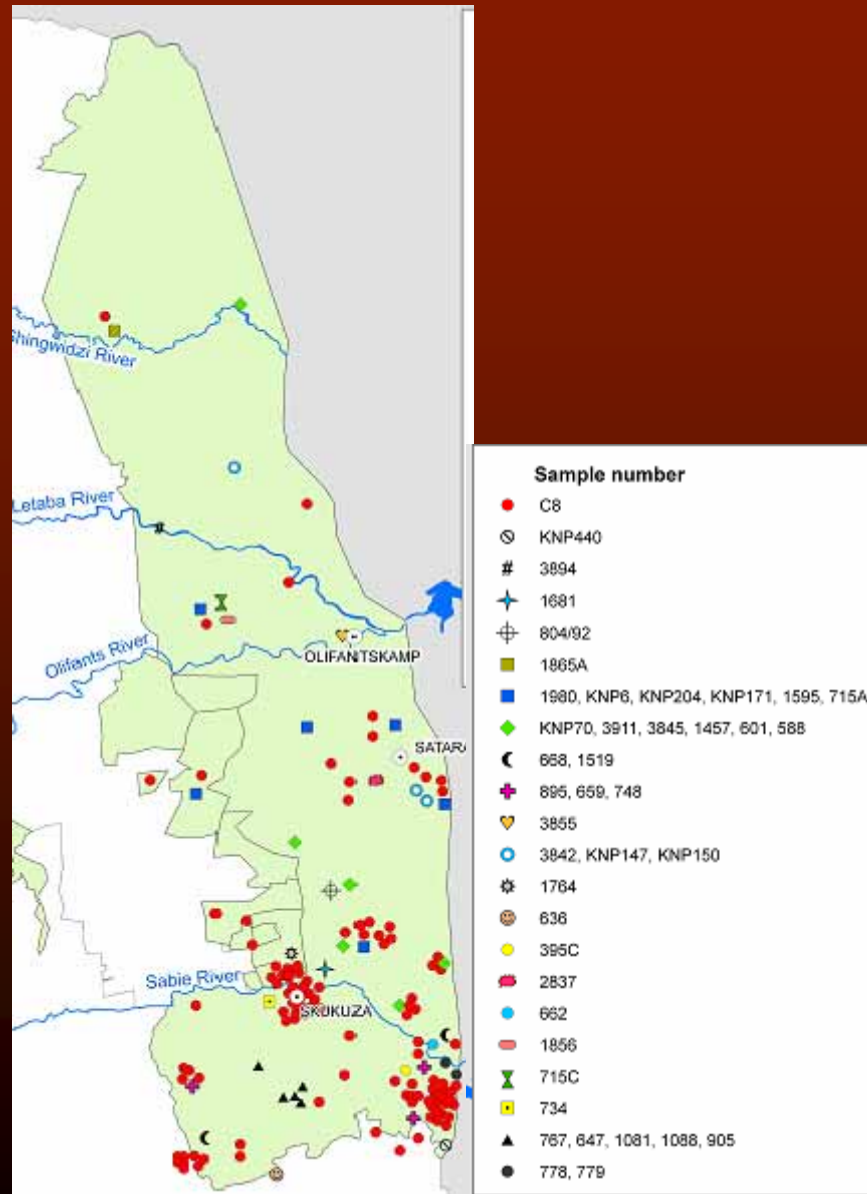 Shingwidzi River
Letaba River
Olifants River
OLIFANITSKAMP
SATARA
Sabie River
SKUKUZA
Sample number
C8
KNP440
# 3894
1681
804/92
1865A
1980, KNP6, KNP204, KNP171, 1595, 715A
KNP70, 3911, 3845, 1457, 601, 588
668, 1519
895, 659, 748
3855
3842, KNP147, KNP150
1764
636
395C
2837
662
1856
715C
734
767, 647, 1081, 1088, 905
778, 779